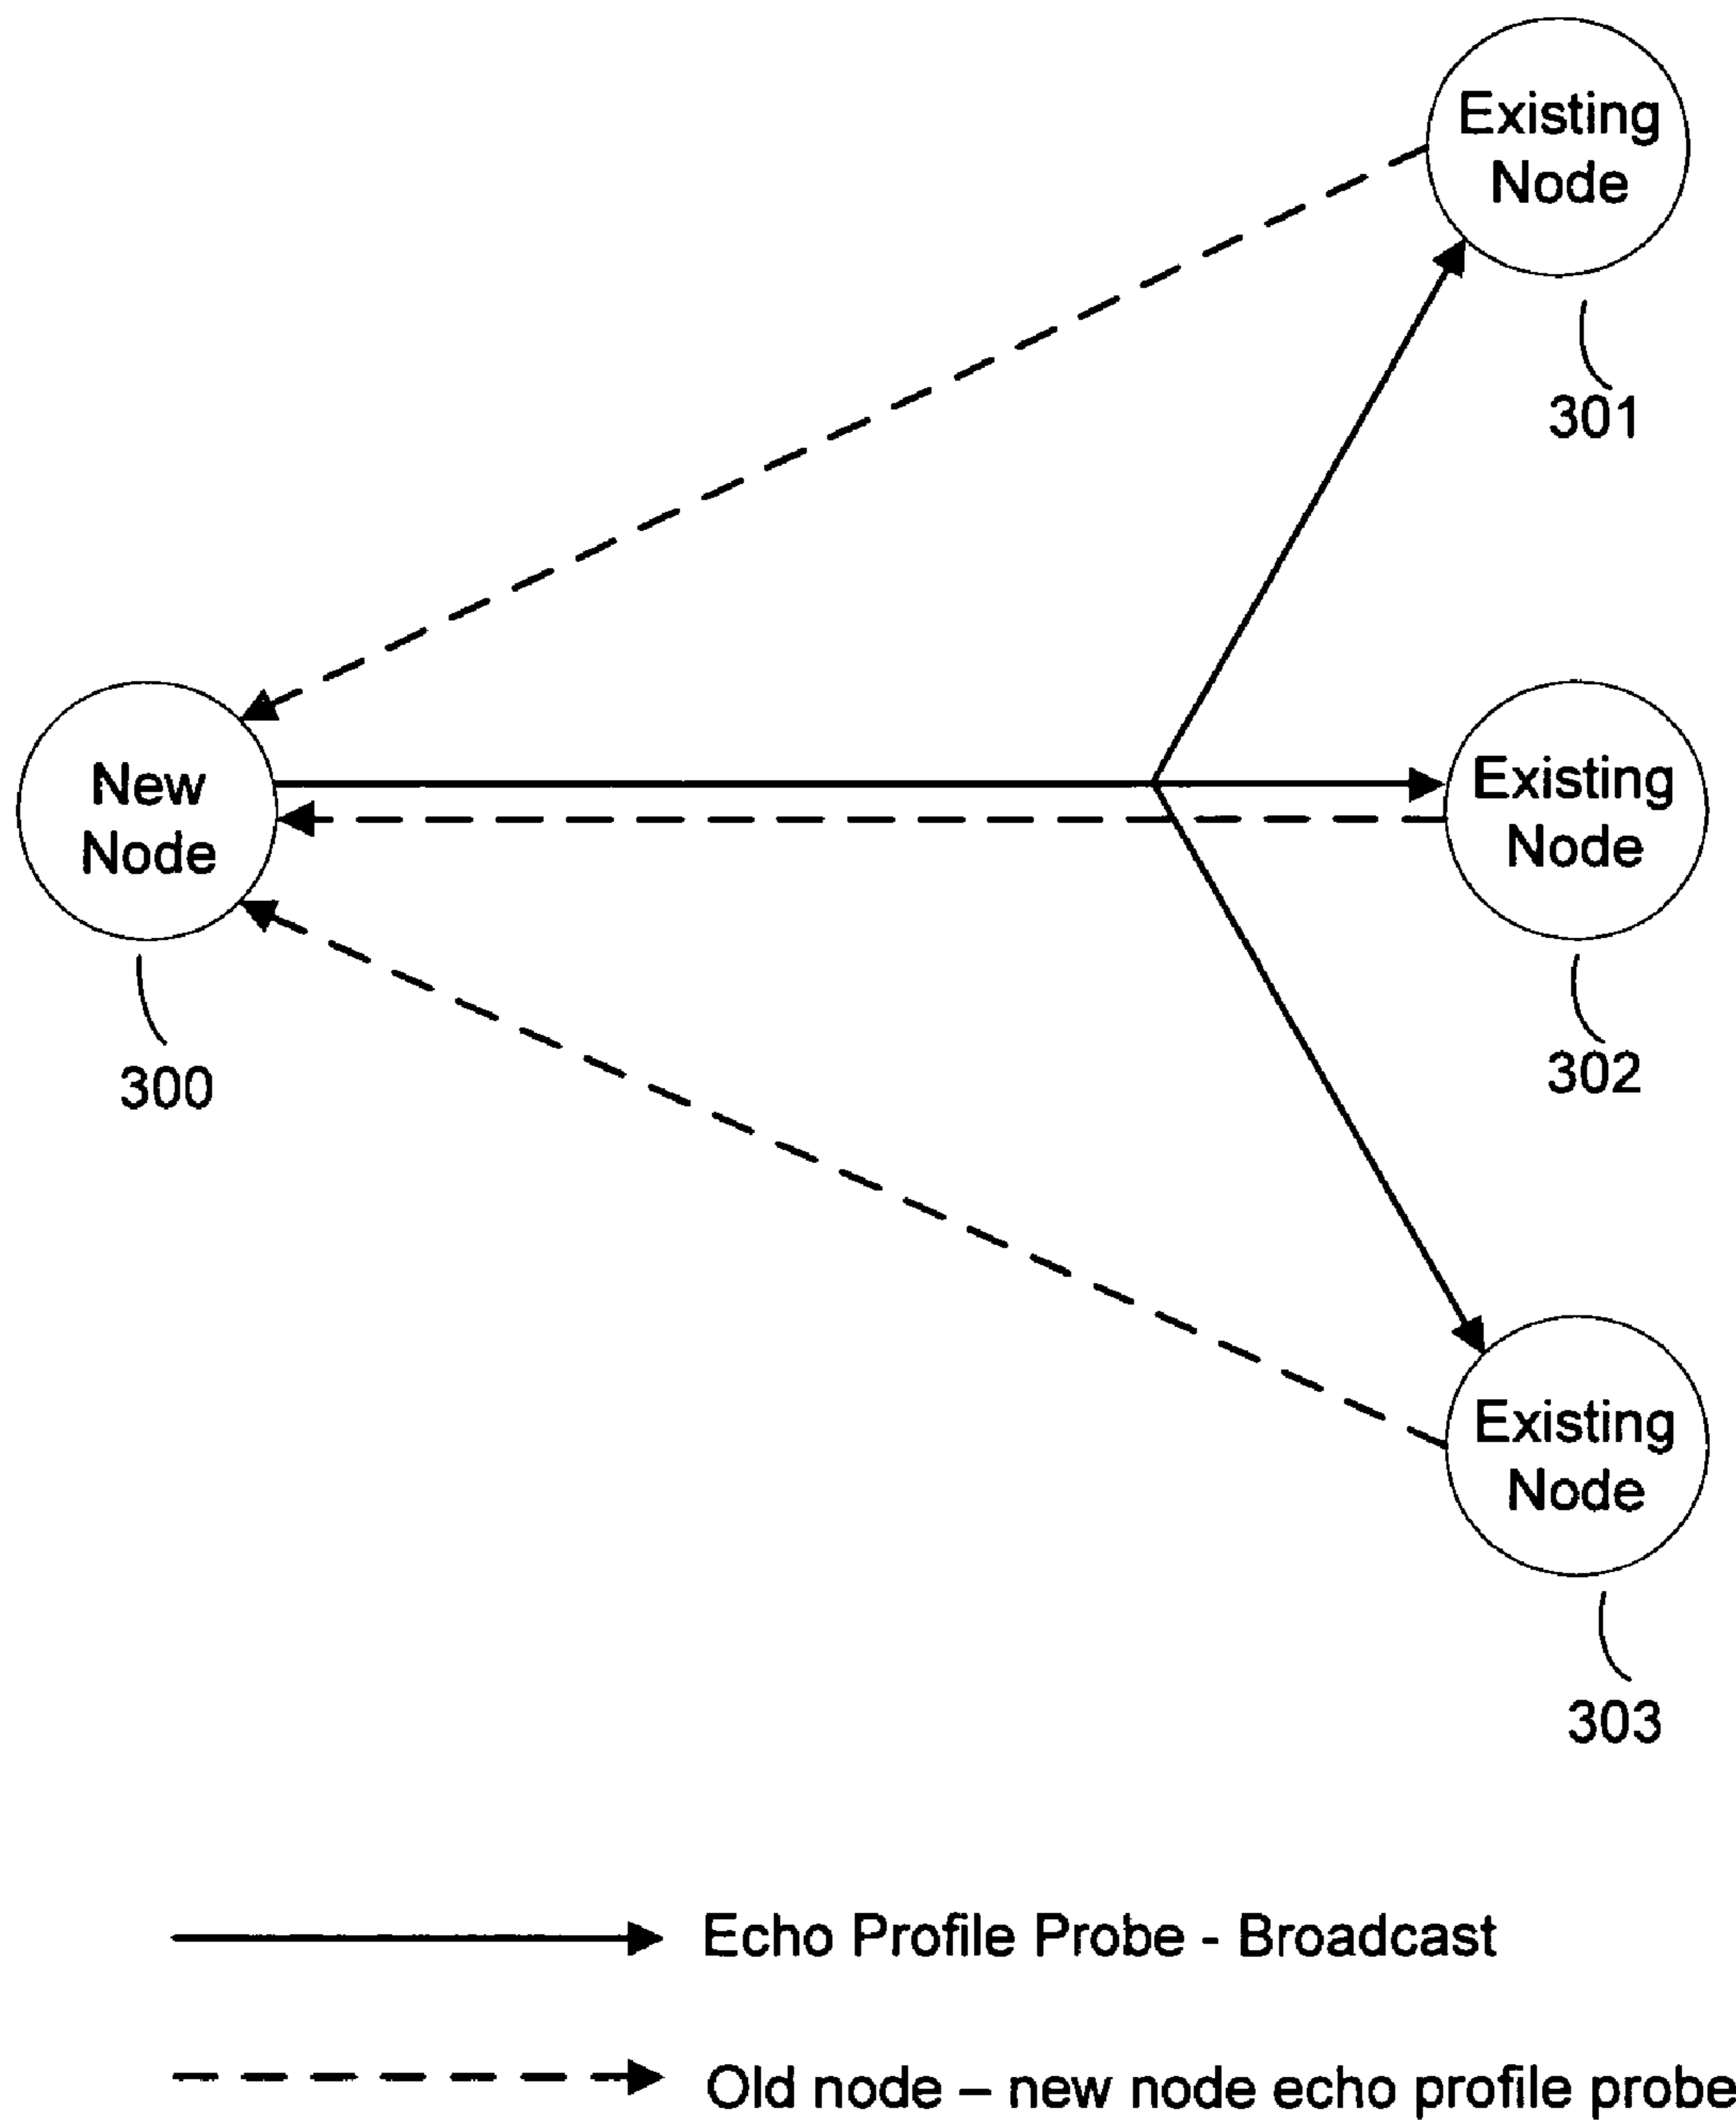 Existing
Node
301
New
Node
300
Existing
Node
302
Existing
Node
303
Echo Profile Probe - Broadcast
Old node – new node echo profile probe